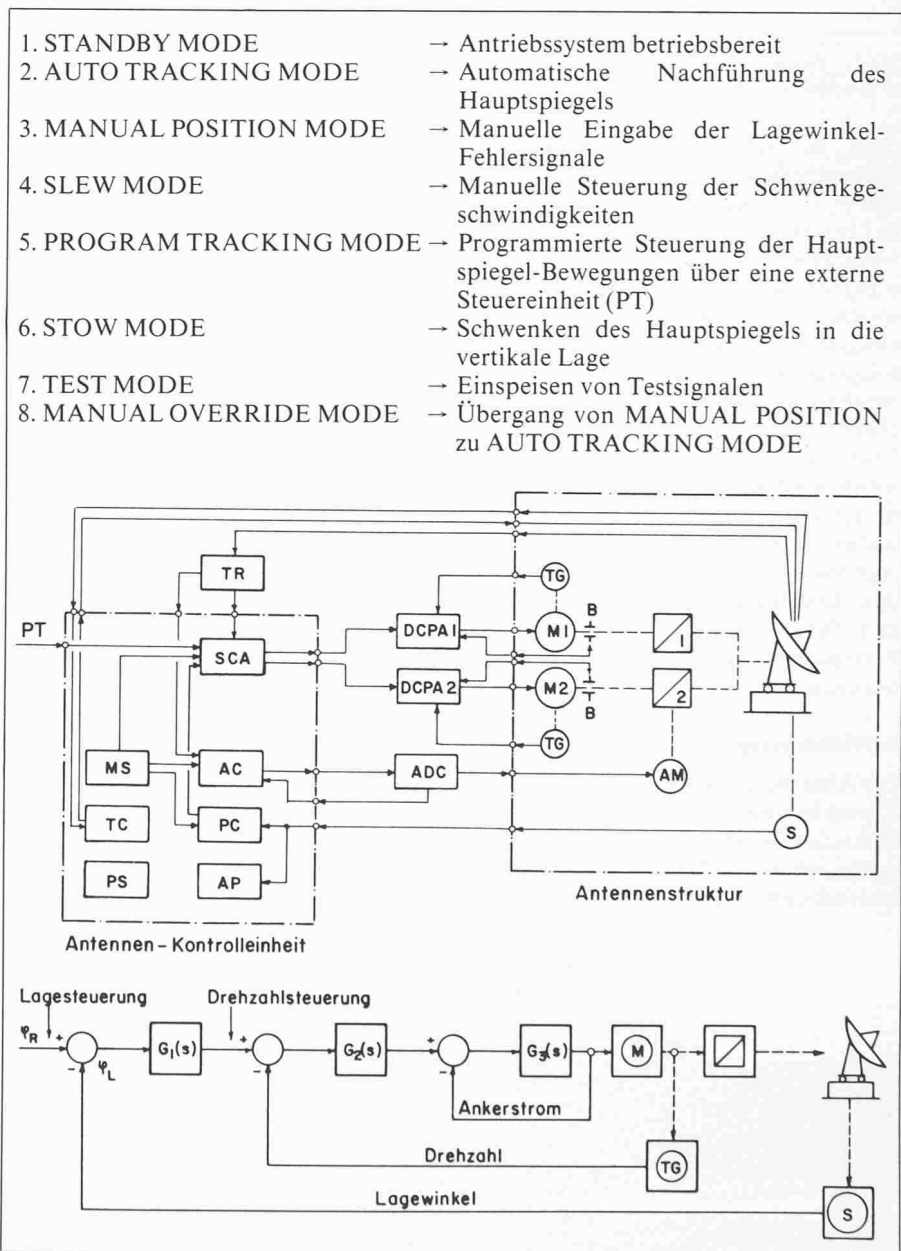 1. STANDBY MODE → Antriebssystem betriebsbereit
2. AUTO TRACKING MODE → Automatische Nachführung des
Hauptspiegels
3. MANUAL POSITION MODE → Manuelle Eingabe der Lagewinkel-
Fehlersignale
4. SLEW MODE → Manuelle Steuerung der Schwenkge-
schwindigkeiten
5. PROGRAM TRACKING MODE → Programmierte Steuerung der Haupt-
spiegel-Bewegungen über eine externe
Steuereinheit (PT)
6. STOW MODE → Schwenken des Hauptspiegels in die
vertikale Lage
7. TEST MODE → Einspeisen von Testsignalen
8. MANUAL OVERRIDE MODE → Übergang von MANUAL POSITION
zu AUTO TRACKING MODE
TR
TG
PT
SCA
DCPA1
M1
B
1
DCPA2
M2
B
2
TG
MS
AC
ADC
AM
TC
PC
S
PS
AP
Antennenstruktur
Antennen-Kontrolleinheit
Lagesteuerung
Drehzahlsteuerung
φR
+
-
φL
G1(s)
+
-
G2(s)
+
-
G3(s)
M
Ankerstrom
Drehzahl
TG
Lagewinkel
S